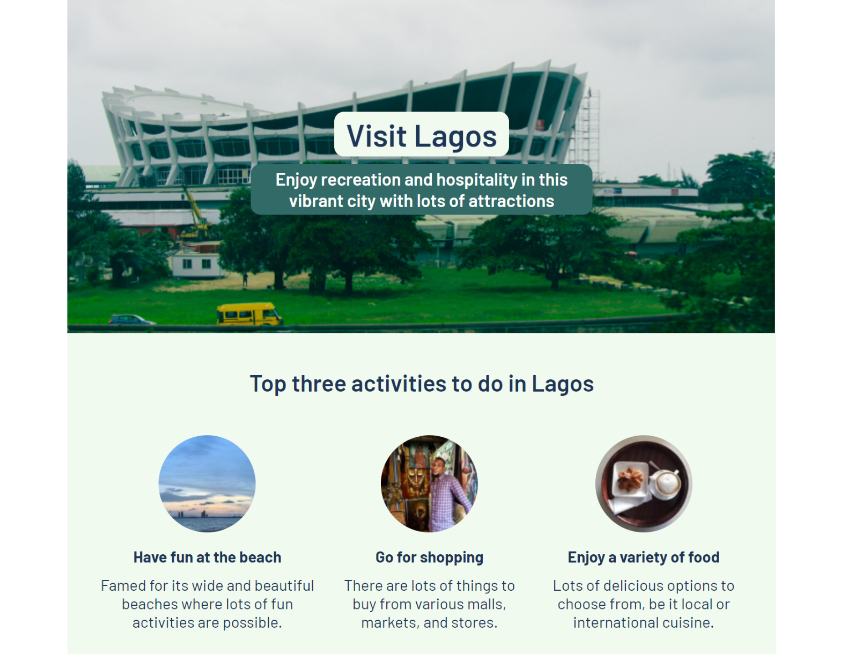 Visit Lagos
Enjoy recreation and hospitality in this
vibrant city with lots of attractions
Top three activities to do in Lagos
Have fun at the beach
Famed for its wide and beautiful
beaches where lots of fun
activities are possible.
Go for shopping
There are lots of things to
buy from various malls,
markets, and stores.
Enjoy a variety of food
Lots of delicious options to
choose from, be it local or
international cuisine.